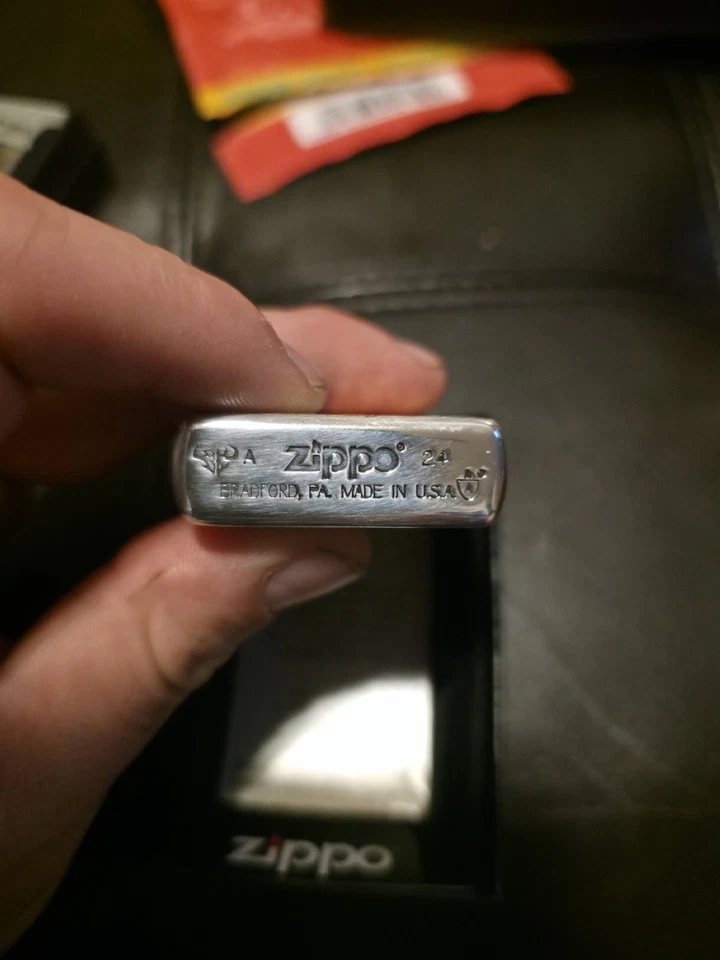 A zippo 24
BRADFORD, PA. MADE IN U.S.A
zippo